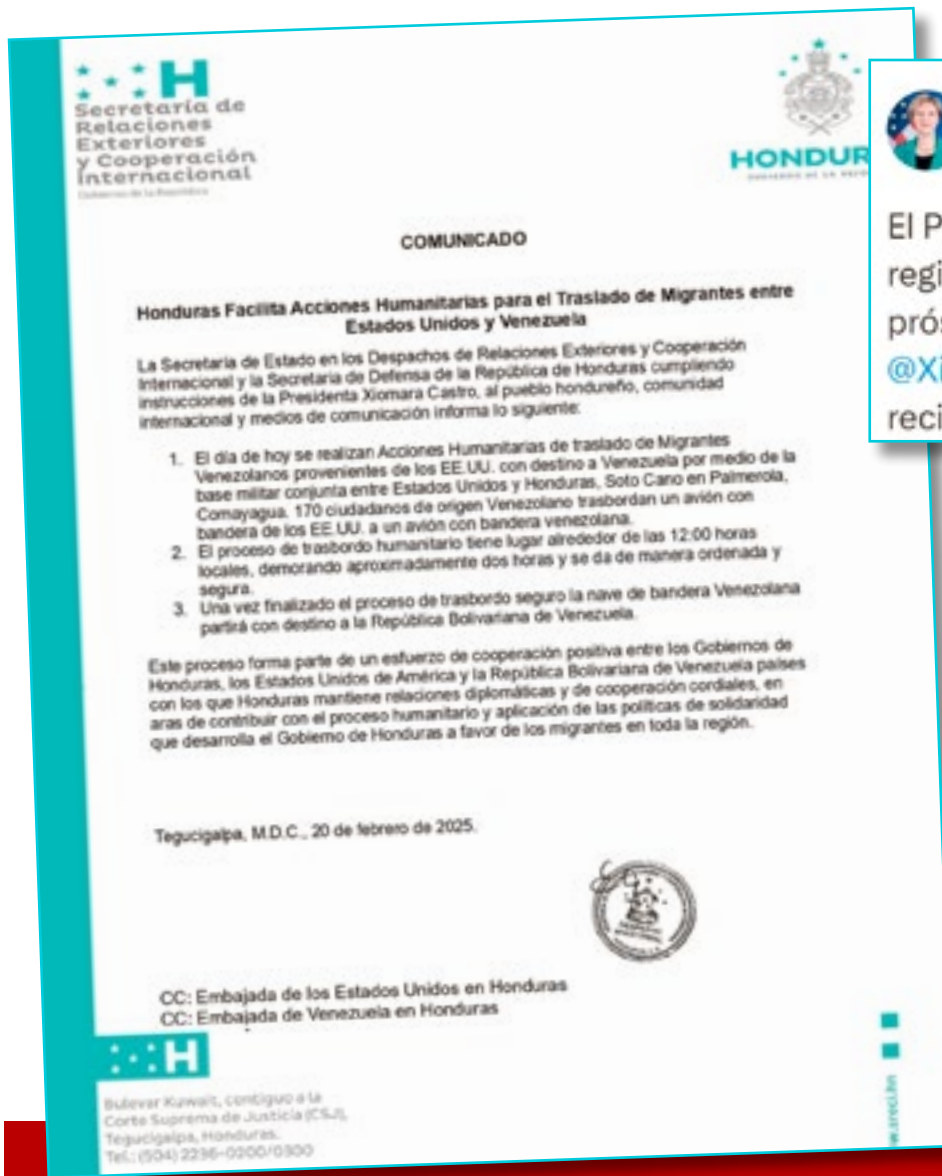 H
Secretaría de
Relaciones
Exteriores
y Cooperación
Internacional
Gobierno de la República
HONDUR
COMUNICADO
Honduras Facilita Acciones Humanitarias para el Traslado de Migrantes entre
Estados Unidos y Venezuela
La Secretaría de Estado en los Despachos de Relaciones Exteriores y Cooperación
Internacional y la Secretaría de Defensa de la República de Honduras cumpliendo
instrucciones de la Presidenta Xiomara Castro, al pueblo hondureño, comunidad
internacional y medios de comunicación informa lo siguiente:
1. El día de hoy se realizan Acciones Humanitarias de traslado de Migrantes
Venezolanos provenientes de los EE.UU. con destino a Venezuela por medio de la
base militar conjunta entre Estados Unidos y Honduras, Soto Cano en Palmerola,
Comayagua. 170 ciudadanos de origen Venezolano trasbordan un avión con
bandera de los EE.UU. a un avión con bandera venezolana.
2. El proceso de trasbordo humanitario tiene lugar alrededor de las 12:00 horas
locales, demorando aproximadamente dos horas y se da de manera ordenada y
segura.
3. Una vez finalizado el proceso de trasbordo seguro la nave de bandera Venezolana
partirá con destino a la República Bolivariana de Venezuela.
Este proceso forma parte de un esfuerzo de cooperación positiva entre los Gobiernos de
Honduras, los Estados Unidos de América y la República Bolivariana de Venezuela países
con los que Honduras mantiene relaciones diplomáticas y de cooperación cordiales, en
aras de contribuir con el proceso humanitario y aplicación de las políticas de solidaridad
que desarrolla el Gobierno de Honduras a favor de los migrantes en toda la región.
Tegucigalpa, M.D.C., 20 de febrero de 2025.
CC: Embajada de los Estados Unidos en Honduras
CC: Embajada de Venezuela en Honduras
H
Bulevar Kuwait, contiguo a la
Corte Suprema de Justicia (CSJ),
Tegucigalpa, Honduras.
Tel.: (504) 2236-0200/0300
w.sreci.hn
El P
regi
prós
@Xi
reci